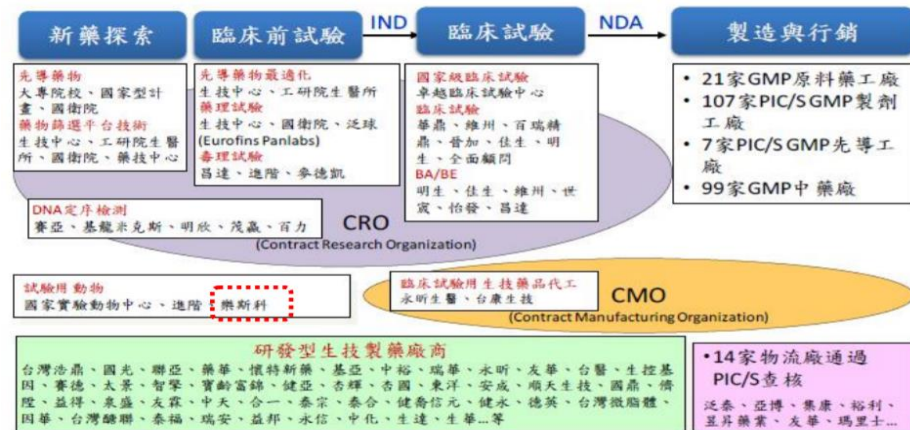 新藥探索
臨床前試驗
IND
臨床試驗
NDA
製造與行銷
先導藥物
大專院校、國家型計
畫、國衛院
藥物篩選平台技術
生技中心、工研院生醫
所、國衛院、藥技中心
先導藥物最適化
生技中心、工研院生醫所
藥理試驗
生技中心、國衛院、泛球
(Eurofins Panlabs)
毒理試驗
昌達、進階、麥德凱
國家級臨床試驗
卓越臨床試驗中心
臨床試驗
華鼎、維州、百瑞精
鼎、晉加、佳生、明
生、全面顧問
BA/BE
明生、佳生、維州、世
宸、怡發、昌達
• 21家GMP原料藥工廠
• 107家PIC/S GMP製劑
工廠
• 7家PIC/S GMP先導工
廠
• 99家GMP中藥廠
DNA定序檢測
賽亞、基龍米克斯、明欣、茂贏、百力
CRO
(Contract Research Organization)
試驗用動物
國家實驗動物中心、進階、樂斯科
臨床試驗用生技藥品代工
永昕生醫、台康生技
CMO
(Contract Manufacturing Organization)
研發型生技製藥廠商
台灣浩鼎、國光、聯亞、藥華、懷特新藥、基亞、中裕、瑞華、永昕、友華、台醫、生控基
因、賽德、太景、智擎、寶齡富錦、健亞、杏輝、杏國、東洋、安成、順天生技、國鼎、儕
陞、益得、泉盛、友霖、中天、合一、泰宗、泰合、健喬信元、健永、德英、台灣微脂體、
因華、台灣醣聯、泰福、瑞安、益邦、永信、中化、生達、生華...等
•14家物流廠通過
PIC/S查核
泛泰、亞博、集康、裕利、
昱昇藥業、友華、瑪里士...